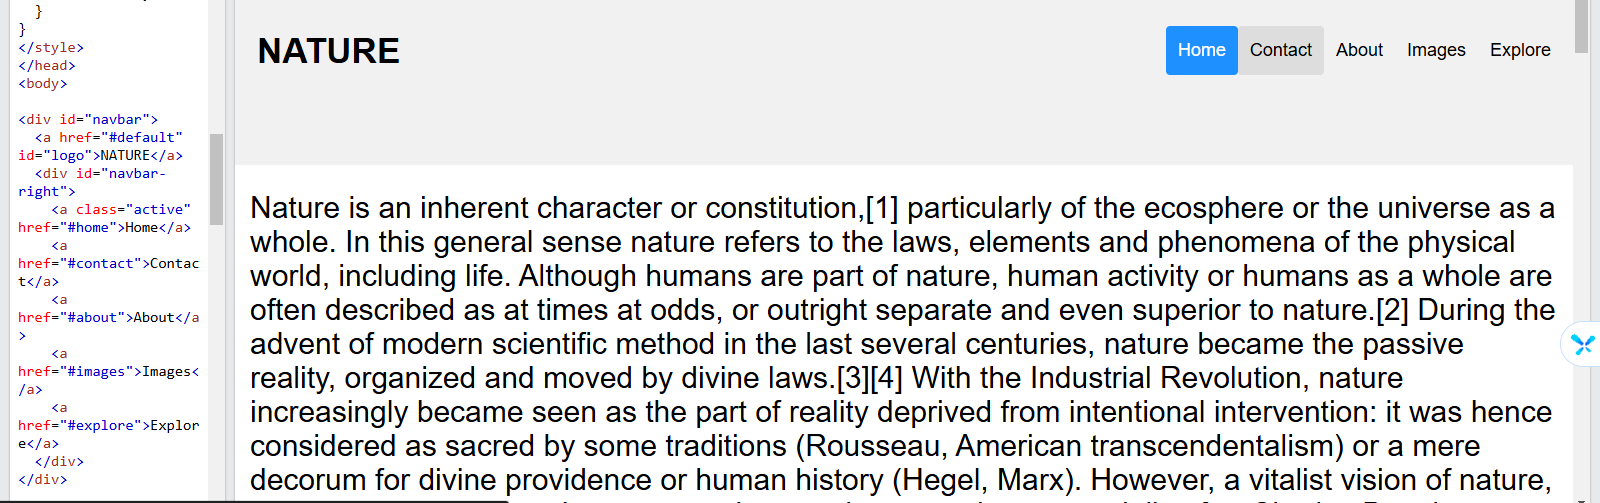 }
}
</style>
</head>
<body>
<div id="navbar">
<a href="#default"
id="logo">NATURE</a>
<div id="navbar-
right">
<a class="active"
href="#home">Home</a>
<a
href="#contact">Contac
t</a>
<a
href="#about">About</a
>
<a
href="#images">Images<
/a>
<a
href="#explore">Explor
e</a>
</div>
</div>
NATURE
Home Contact About Images Explore
Nature is an inherent character or constitution,[1] particularly of the ecosphere or the universe as a
whole. In this general sense nature refers to the laws, elements and phenomena of the physical
world, including life. Although humans are part of nature, human activity or humans as a whole are
often described as at times at odds, or outright separate and even superior to nature.[2] During the
advent of modern scientific method in the last several centuries, nature became the passive
reality, organized and moved by divine laws.[3][4] With the Industrial Revolution, nature
increasingly became seen as the part of reality deprived from intentional intervention: it was hence
considered as sacred by some traditions (Rousseau, American transcendentalism) or a mere
decorum for divine providence or human history (Hegel, Marx). However, a vitalist vision of nature,